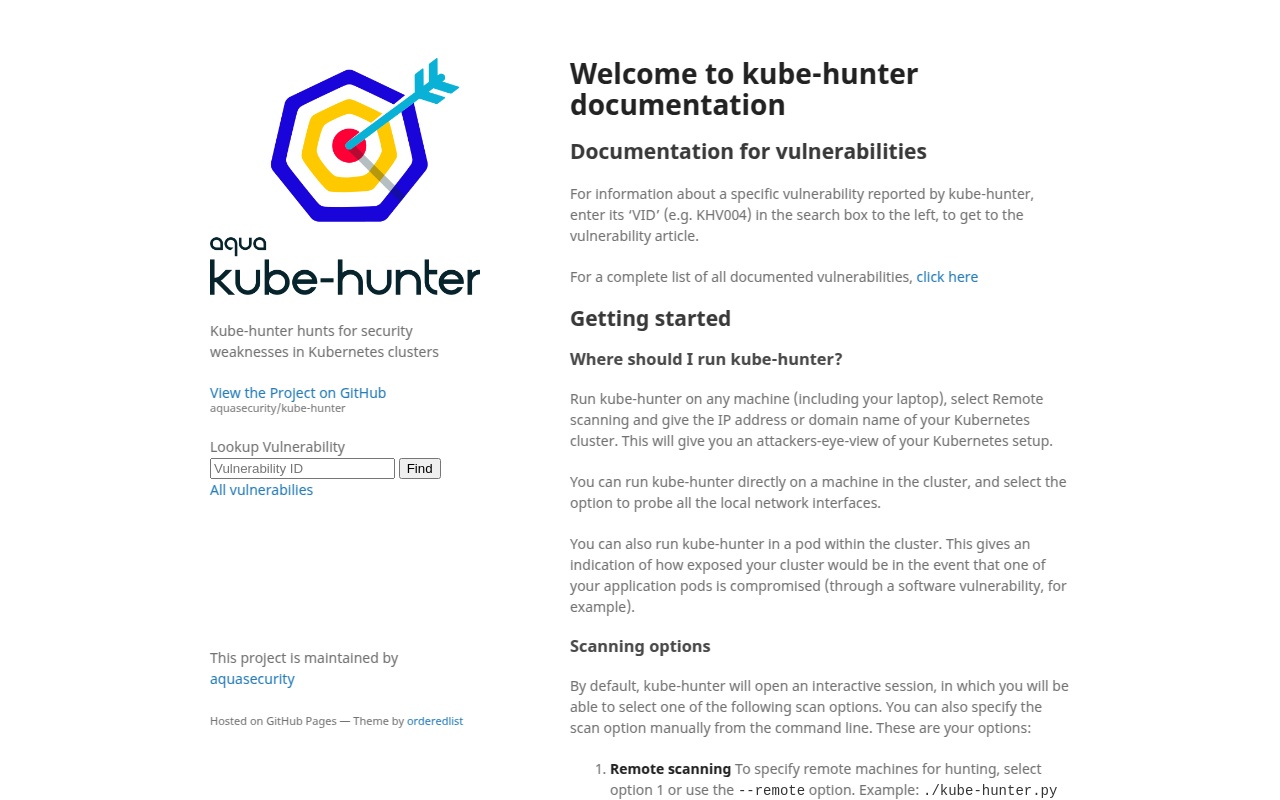 aqua
kube-hunter
Kube-hunter hunts for security
weaknesses in Kubernetes clusters
View the Project on GitHub
aquasecurity/kube-hunter
Lookup Vulnerability
Vulnerability ID Find
All vulnerabilies
This project is maintained by
aquasecurity
Hosted on GitHub Pages — Theme by orderedlist
Welcome to kube-hunter
documentation
Documentation for vulnerabilities
For information about a specific vulnerability reported by kube-hunter,
enter its ‘VID’ (e.g. KHV004) in the search box to the left, to get to the
vulnerability article.
For a complete list of all documented vulnerabilities, click here
Getting started
Where should I run kube-hunter?
Run kube-hunter on any machine (including your laptop), select Remote
scanning and give the IP address or domain name of your Kubernetes
cluster. This will give you an attackers-eye-view of your Kubernetes setup.
You can run kube-hunter directly on a machine in the cluster, and select the
option to probe all the local network interfaces.
You can also run kube-hunter in a pod within the cluster. This gives an
indication of how exposed your cluster would be in the event that one of
your application pods is compromised (through a software vulnerability, for
example).
Scanning options
By default, kube-hunter will open an interactive session, in which you will be
able to select one of the following scan options. You can also specify the
scan option manually from the command line. These are your options:
1. Remote scanning To specify remote machines for hunting, select
option 1 or use the --remote option. Example: ./kube-hunter.py